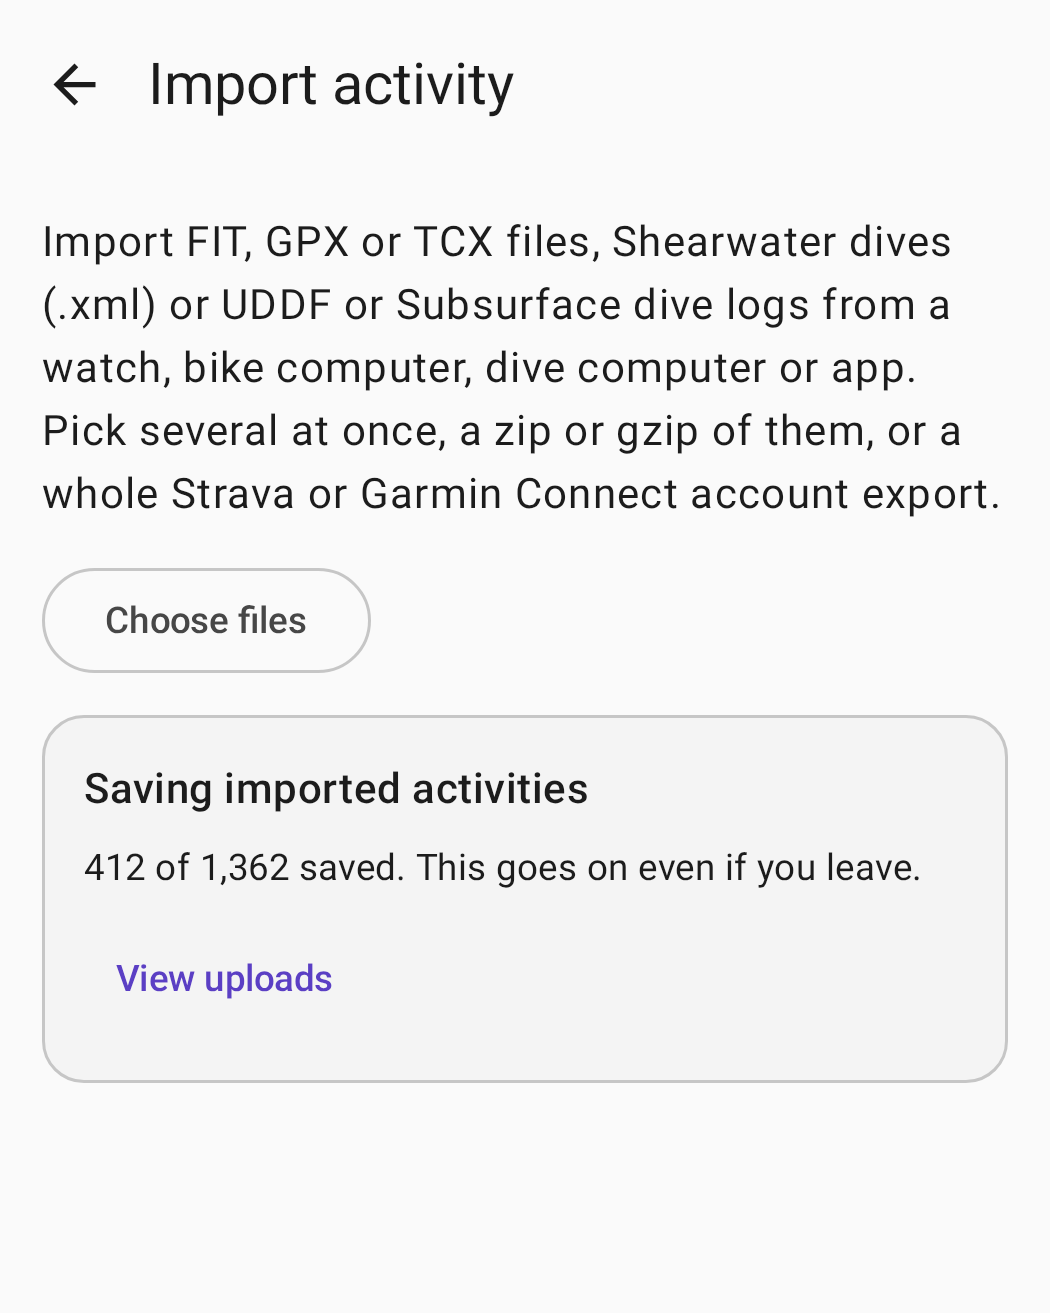 Import activity
Import FIT, GPX or TCX files, Shearwater dives
(.xml) or UDDF or Subsurface dive logs from a
watch, bike computer, dive computer or app.
Pick several at once, a zip or gzip of them, or a
whole Strava or Garmin Connect account export.
Choose files
Saving imported activities
412 of 1,362 saved. This goes on even if you leave.
View uploads